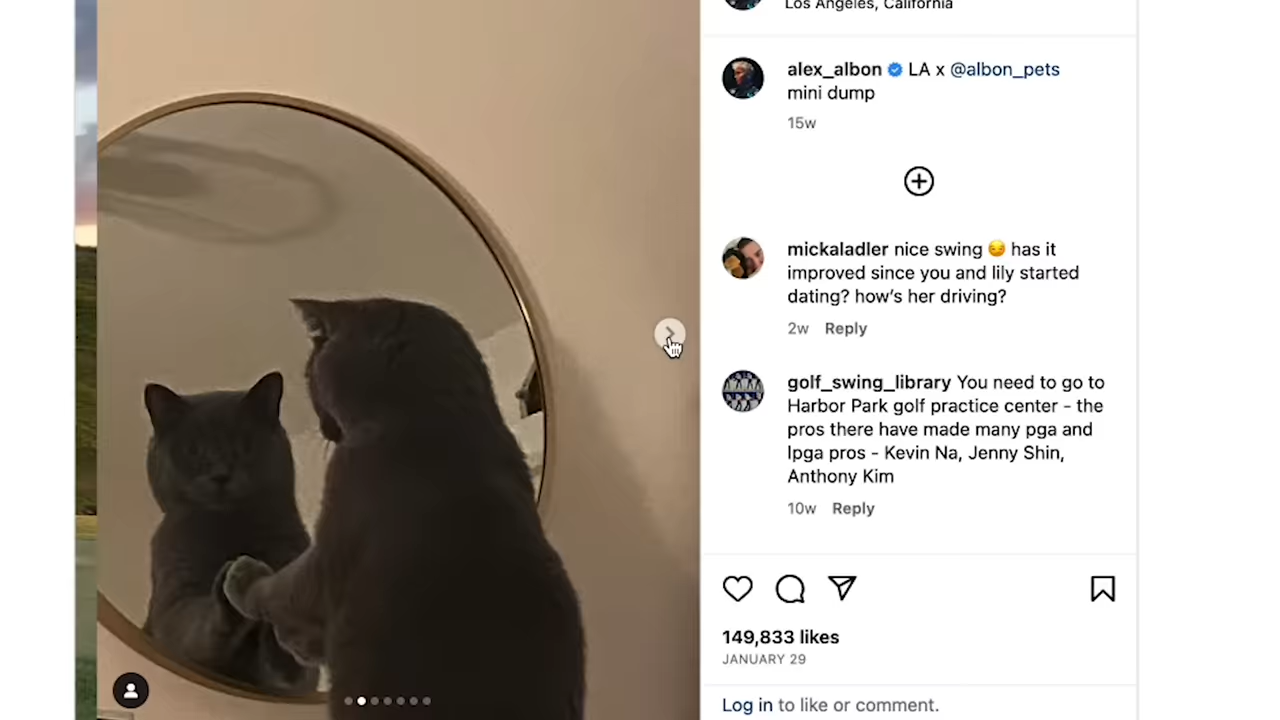 Los Angeles, California
alex_albon LA x @albon_pets
mini dump
15w
mickaladler nice swing 😏 has it
improved since you and lily started
dating? how's her driving?
2w Reply
golf_swing_library You need to go to
Harbor Park golf practice center - the
pros there have made many pga and
lpga pros - Kevin Na, Jenny Shin,
Anthony Kim
10w Reply
149,833 likes
JANUARY 29
Log in to like or comment.